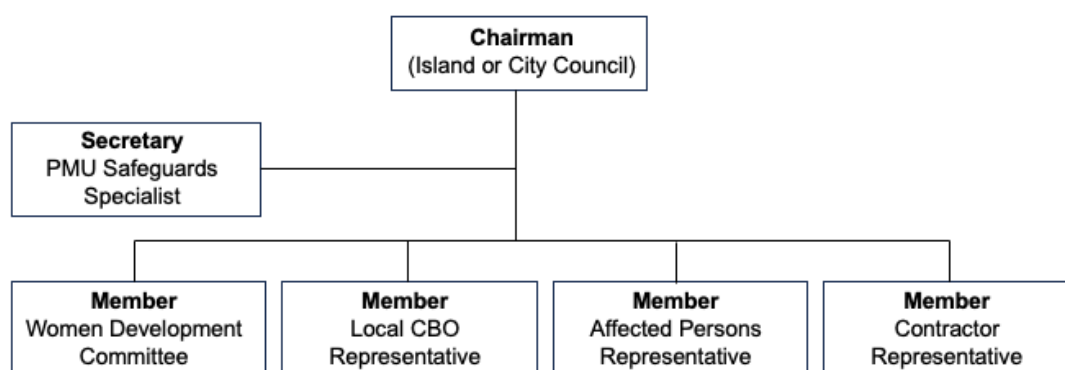 Chairman
(Island or City Council)
Secretary
PMU Safeguards
Specialist
Member
Women Development
Committee
Member
Local CBO
Representative
Member
Affected Persons
Representative
Member
Contractor
Representative